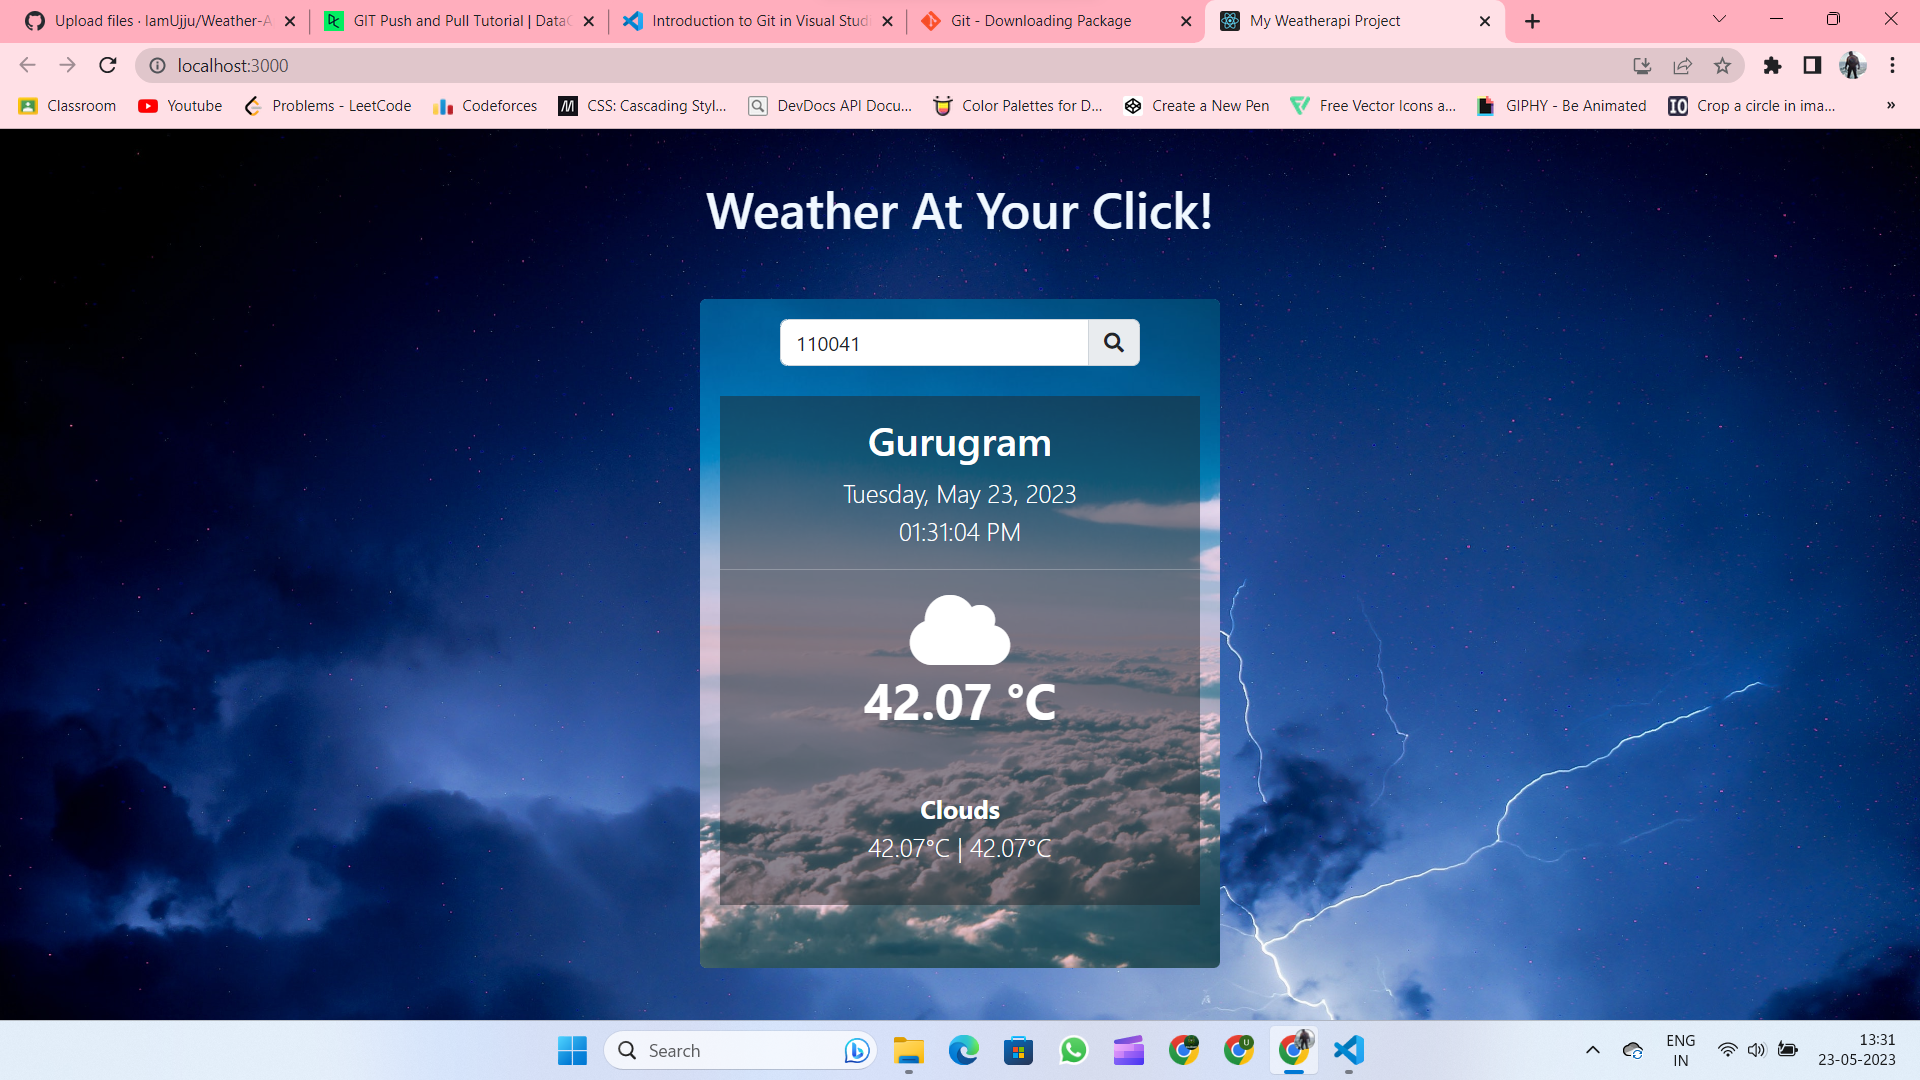 Upload files · IamUjju/Weather-A
GIT Push and Pull Tutorial | DataC
Introduction to Git in Visual Studi
Git - Downloading Package
My Weatherapi Project
localhost:3000
Classroom
Youtube
Problems - LeetCode
Codeforces
CSS: Cascading Styl...
DevDocs API Docu...
Color Palettes for D...
Create a New Pen
Free Vector Icons a...
GIPHY - Be Animated
Crop a circle in ima...
»
Weather At Your Click!
110041
Gurugram
Tuesday, May 23, 2023
01:31:04 PM
42.07 °C
Clouds
42.07°C | 42.07°C
Search
ENG
IN
13:31
23-05-2023